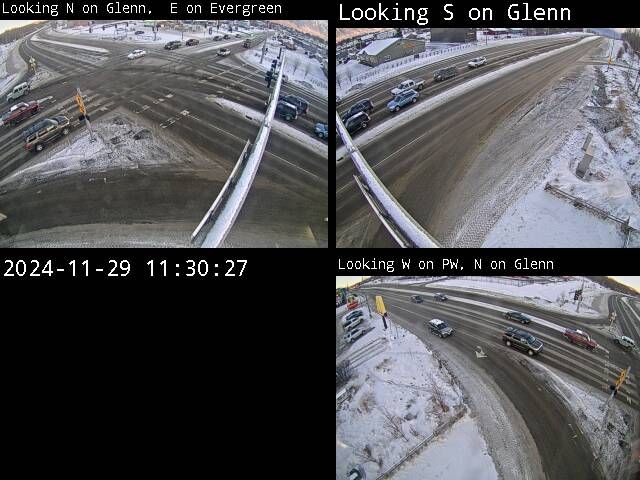 Looking N on Glenn,  E on Evergreen
Looking S on Glenn
2024-11-29 11:30:27
Looking W on PW, N on Glenn